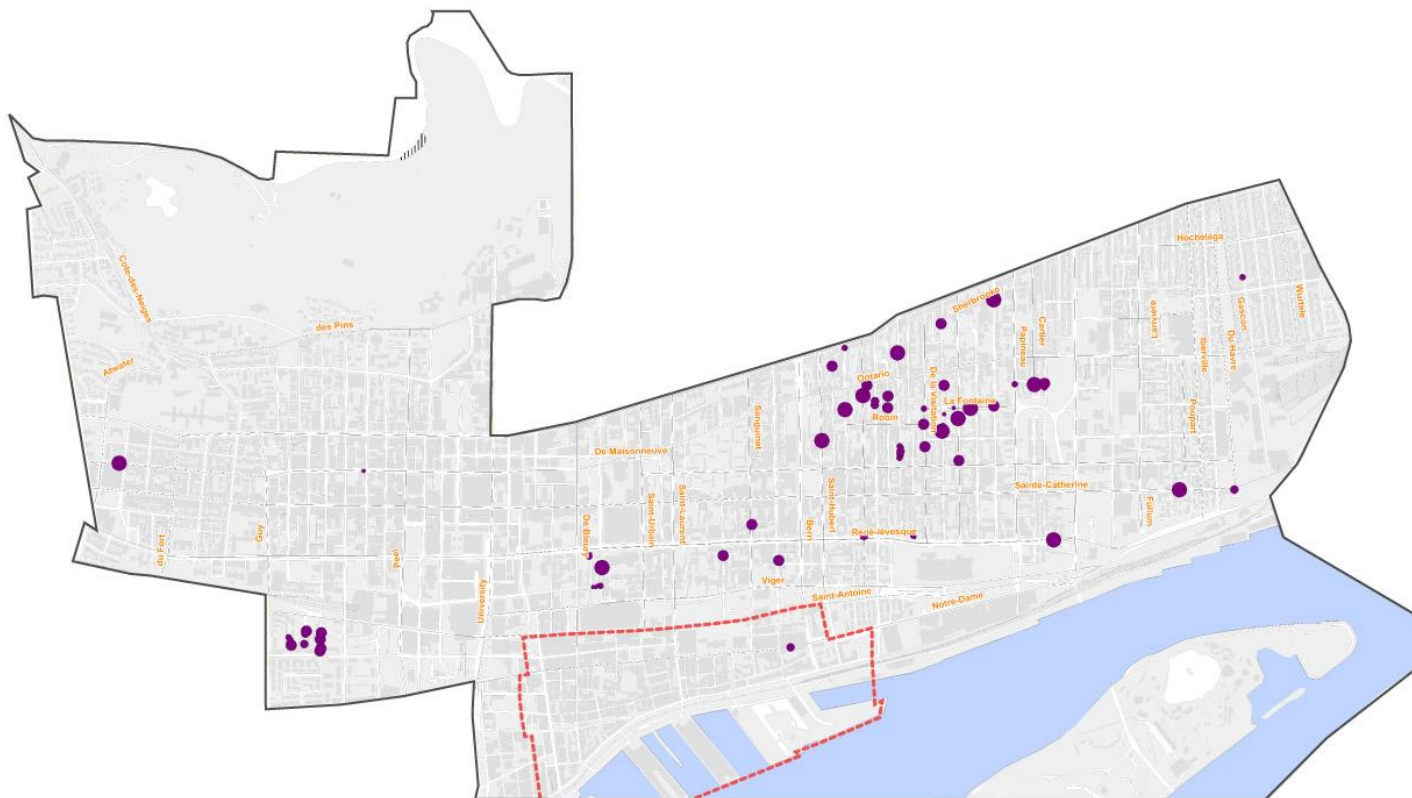 Hochelaga
Cote-des-Neiges
Sherbrooke
Wurtele
Gascon
Larivière
Cartier
Papineau
des Pins
Iberville
Du Havre
Atwater
Ontario
De la Visitation
La Fontaine
Robin
Poupart
Sanguinet
De Maisonneuve
Sainte-Catherine
Saint-Hubert
Saint-Urbain
Saint-Laurent
Fullum
De Bleury
Guy
Berri
René-lévesque
du Fort
Peel
Viger
University
Saint-Antoine
Notre-Dame